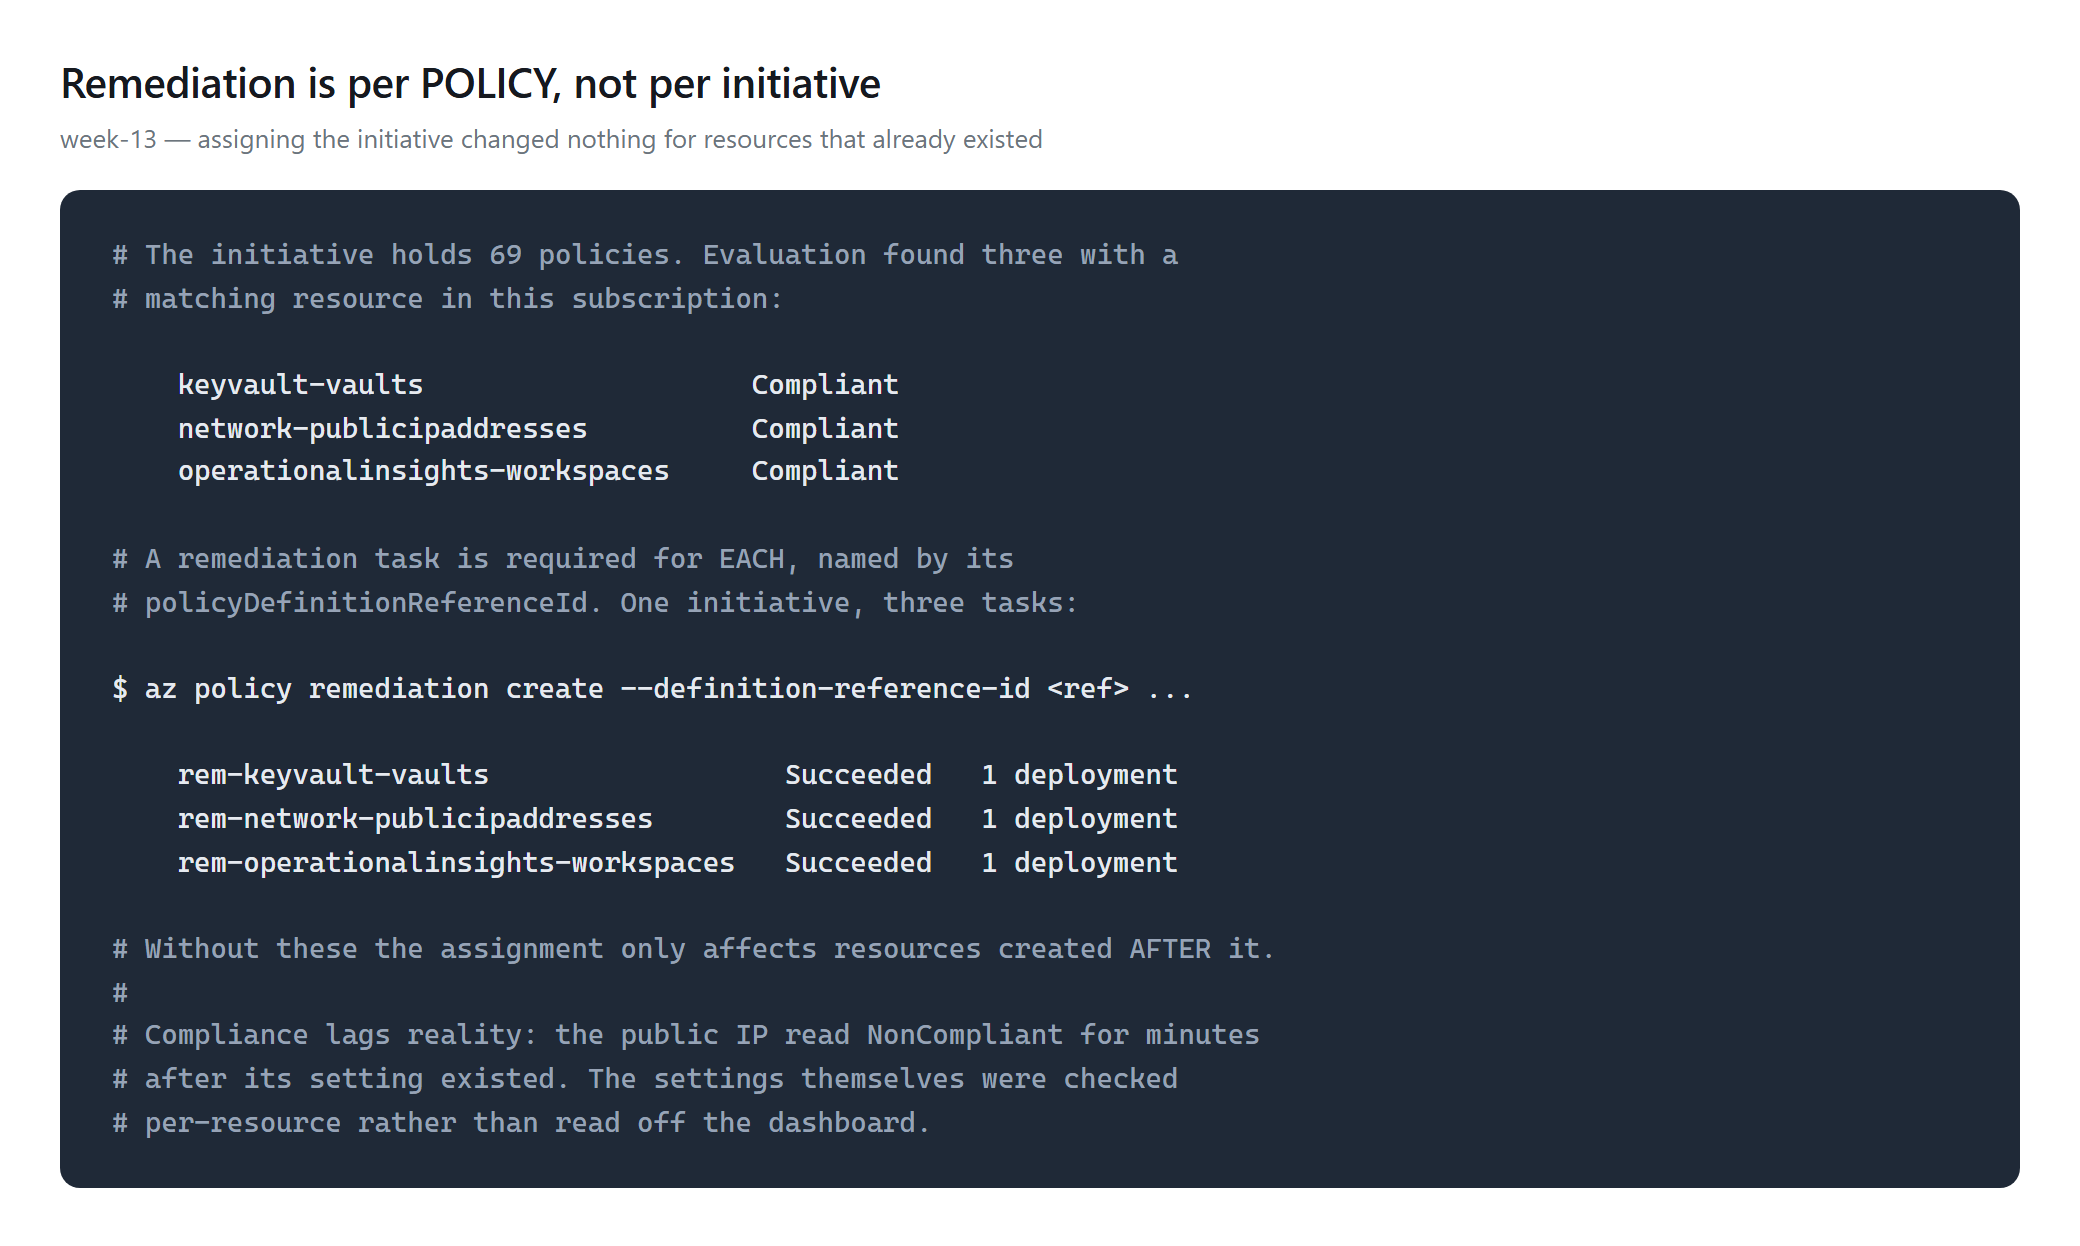 Remediation is per POLICY, not per initiative
week-13 — assigning the initiative changed nothing for resources that already existed
# The initiative holds 69 policies. Evaluation found three with a
# matching resource in this subscription:
keyvault-vaults                    Compliant
network-publicipaddresses          Compliant
operationalinsights-workspaces     Compliant
# A remediation task is required for EACH, named by its
# policyDefinitionReferenceId. One initiative, three tasks:
$ az policy remediation create --definition-reference-id <ref> ...
rem-keyvault-vaults                  Succeeded   1 deployment
rem-network-publicipaddresses        Succeeded   1 deployment
rem-operationalinsights-workspaces   Succeeded   1 deployment
# Without these the assignment only affects resources created AFTER it.
#
# Compliance lags reality: the public IP read NonCompliant for minutes
# after its setting existed. The settings themselves were checked
# per-resource rather than read off the dashboard.